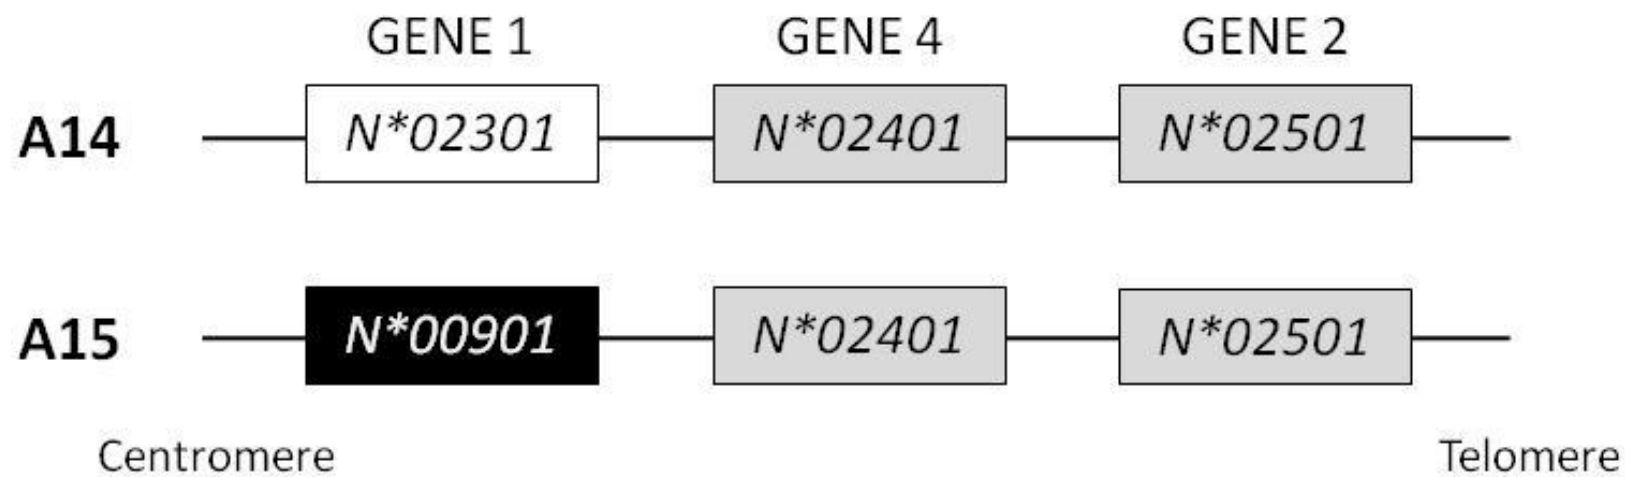 GENE 1 GENE 4 GENE 2
A14 N*02301 N*02401 N*02501
A15 N*00901 N*02401 N*02501
Centromere Telomere